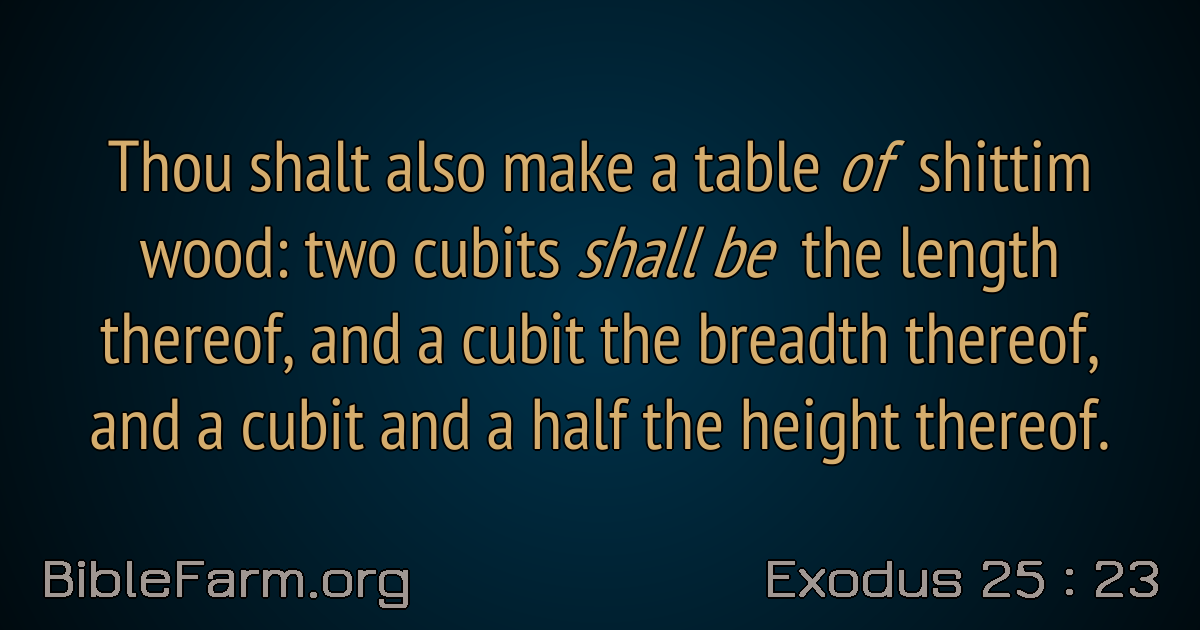 Thou shalt also make a table of shittim
wood: two cubits shall be the length
thereof, and a cubit the breadth thereof,
and a cubit and a half the height thereof.
BibleFarm.org
Exodus 25 : 23